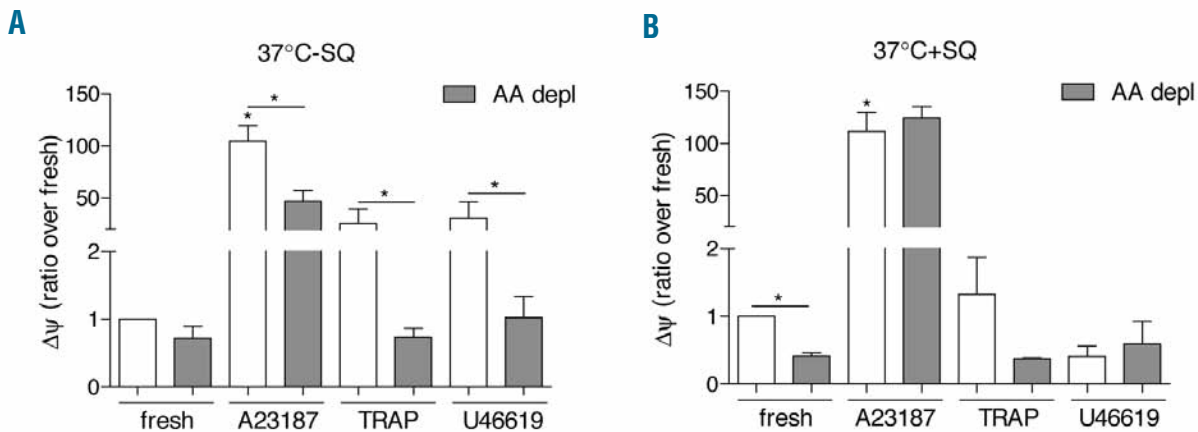 A
37°C-SQ
AA depl
Δψ (ratio over fresh)
150
100
50
2
1
0
*
*
*
*
fresh
A23187
TRAP
U46619
B
37°C+SQ
AA depl
Δψ (ratio over fresh)
150
100
50
2
1
0
*
*
fresh
A23187
TRAP
U46619